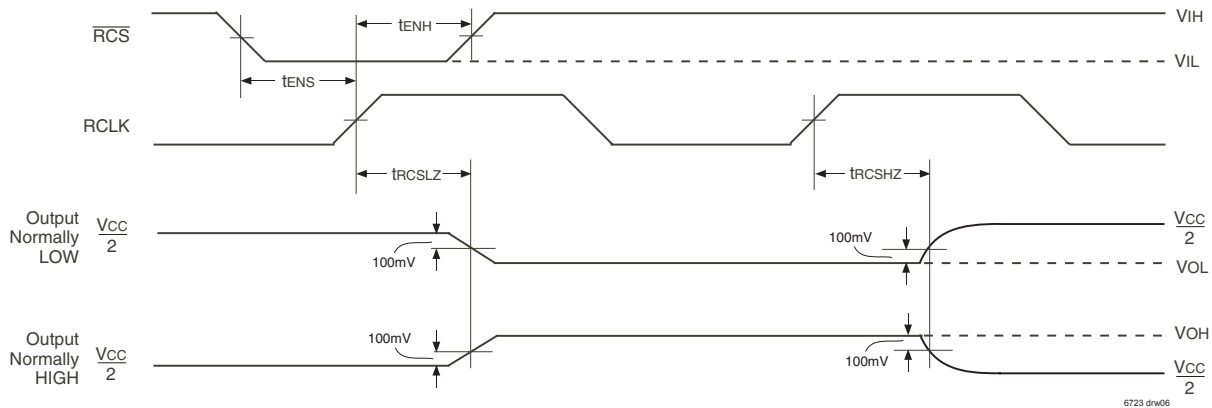 tENH
VIH
RCS
VIL
tENS
RCLK
tRCSLZ
tRCSHZ
Output
Normally
LOW
VCC
2
100mV
100mV
VCC
2
VOL
Output
Normally
HIGH
VCC
2
100mV
100mV
VOH
VCC
2
6723 drw06